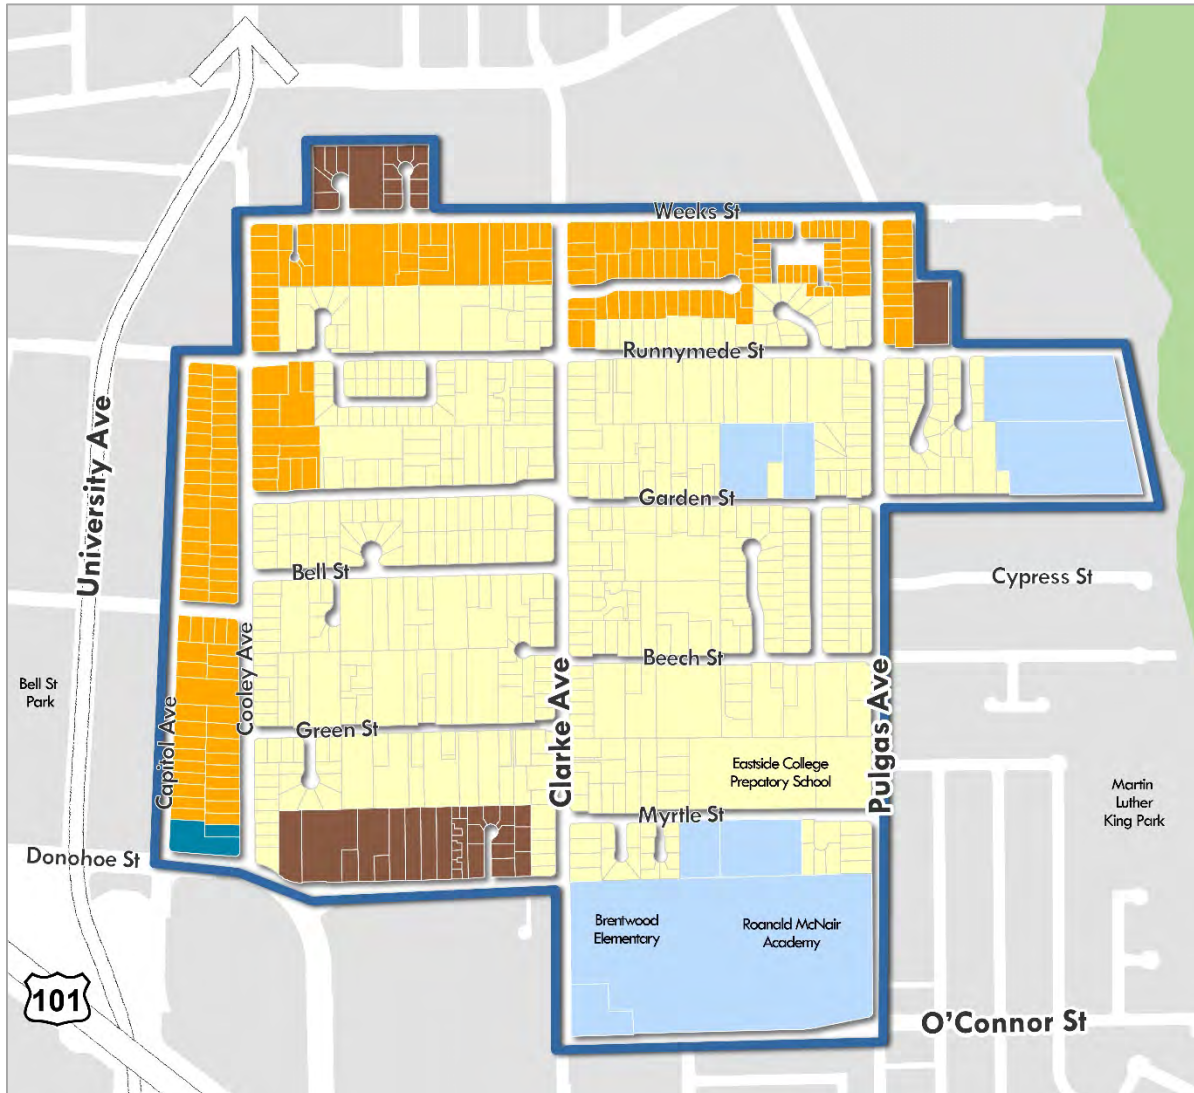 Weeks St
Runnymede St
University Ave
Garden St
Bell St
Cypress St
Cooley Ave
Beech St
Bell St
Park
Capitol Ave
Green St
Clarke Ave
Pulgas Ave
Eastside College
Prepatory School
Martin
Luther
King Park
Myrtle St
Donohoe St
Brentwood
Elementary
Roanald McNair
Academy
101
O'Connor St